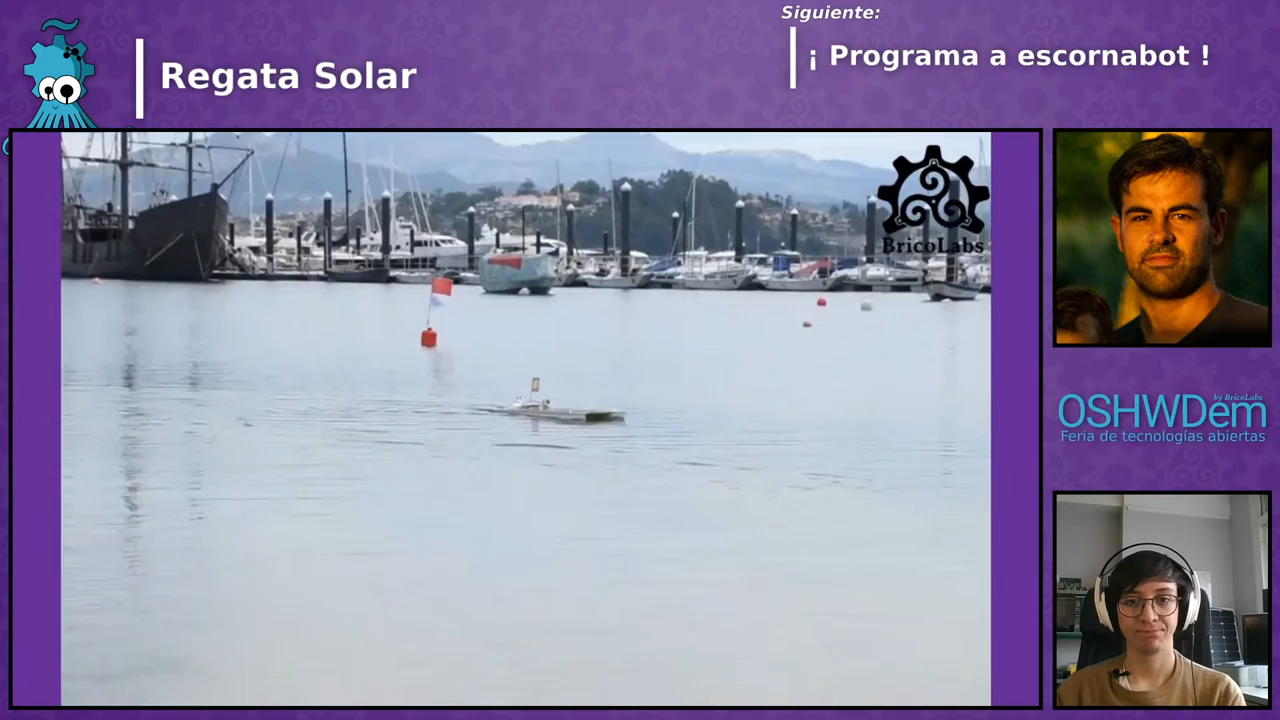 Siguiente:
¡ Programa a escornabot !
Regata Solar
BricoLabs
by BricoLabs
OSHWDem
Feria de tecnologías abiertas